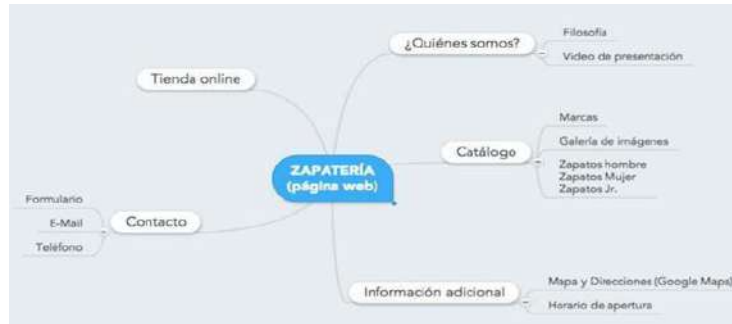 ¿Quiénes somos?
Filosofía
Video de presentación
Tienda online
Catálogo
Marcas
Galería de imágenes
Zapatos hombre
Zapatos Mujer
Zapatos Jr.
ZAPATERÍA
(página web)
Contacto
Formulario
E-Mail
Teléfono
Información adicional
Mapa y Direcciones (Google Maps)
Horario de apertura